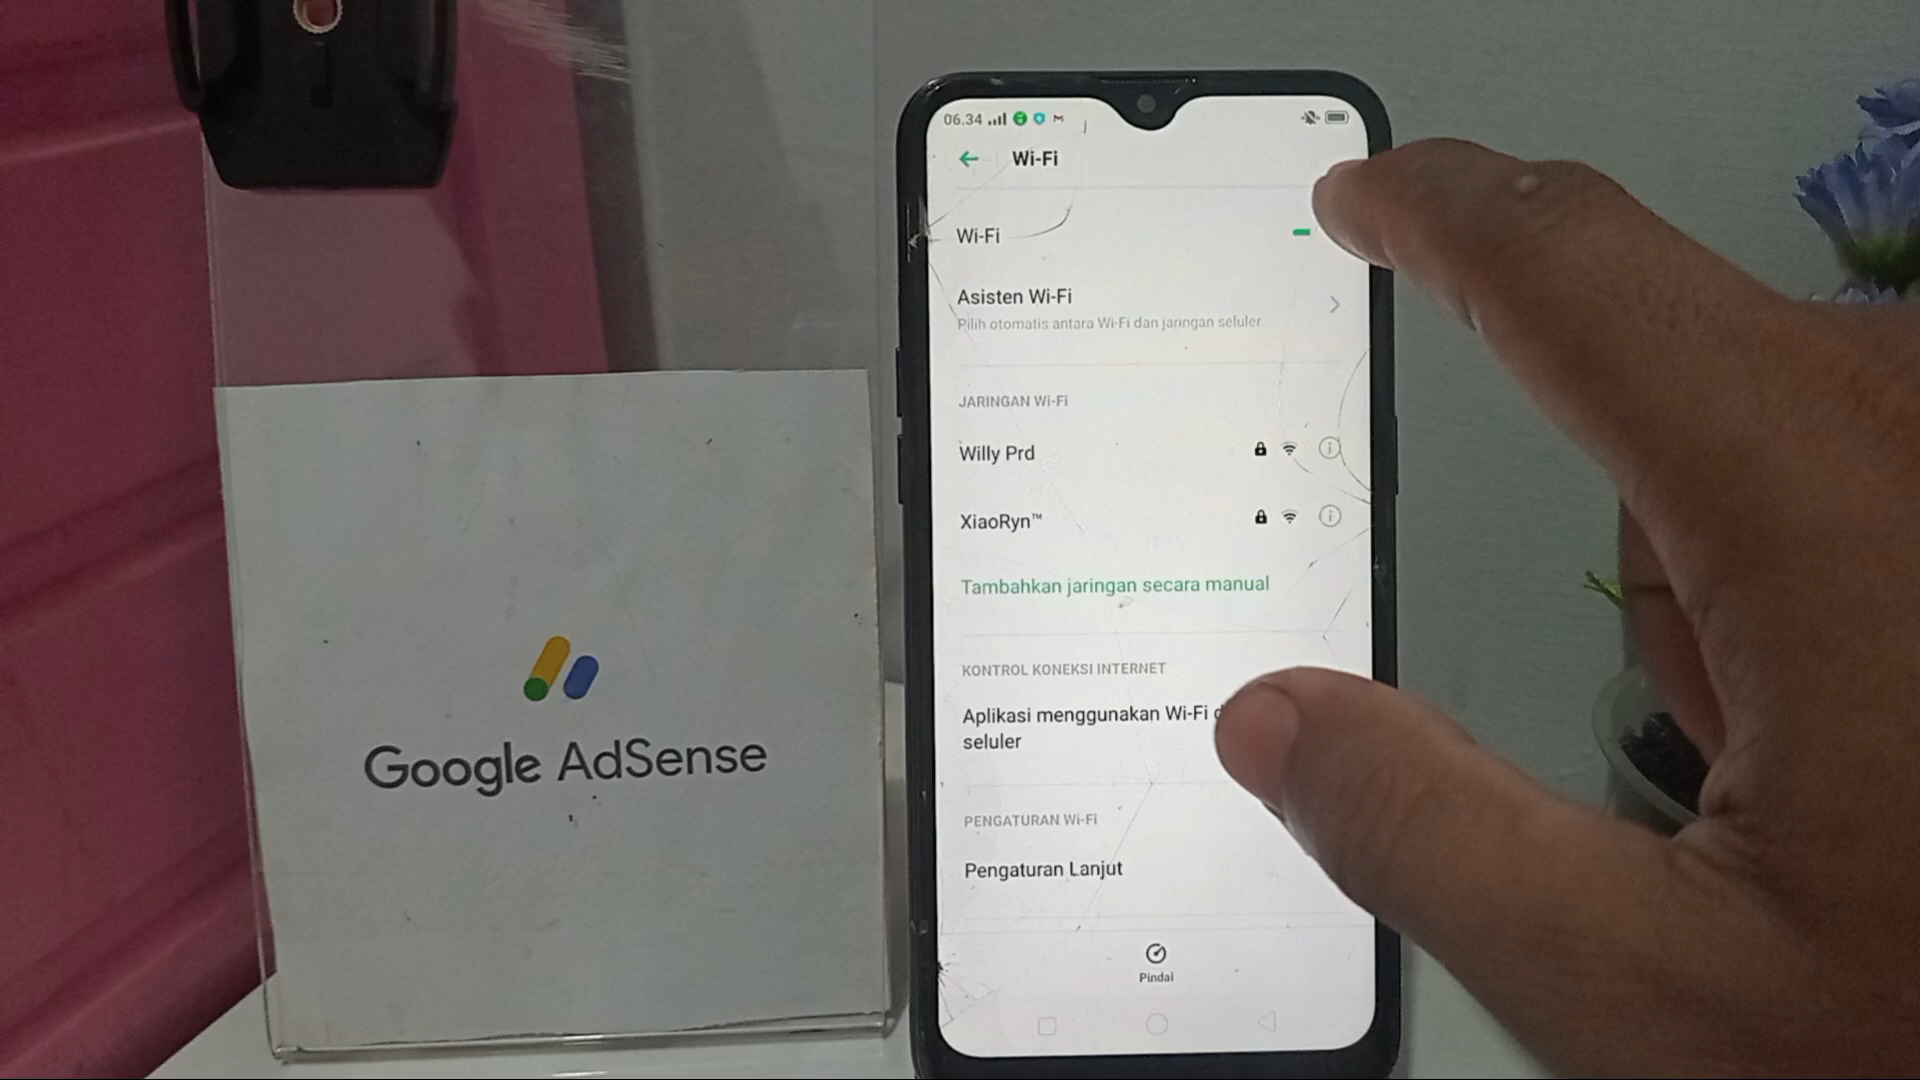 06.34
Wi-Fi
Wi-Fi
Asisten Wi-Fi
Pilih otomatis antara Wi-Fi dan jaringan seluler
JARINGAN Wi-Fi
Willy Prd
XiaoRyn™
Tambahkan jaringan secara manual
KONTROL KONEKSI INTERNET
Aplikasi menggunakan Wi-Fi
seluler
PENGATURAN Wi-Fi
Pengaturan Lanjut
Pindai
Google AdSense